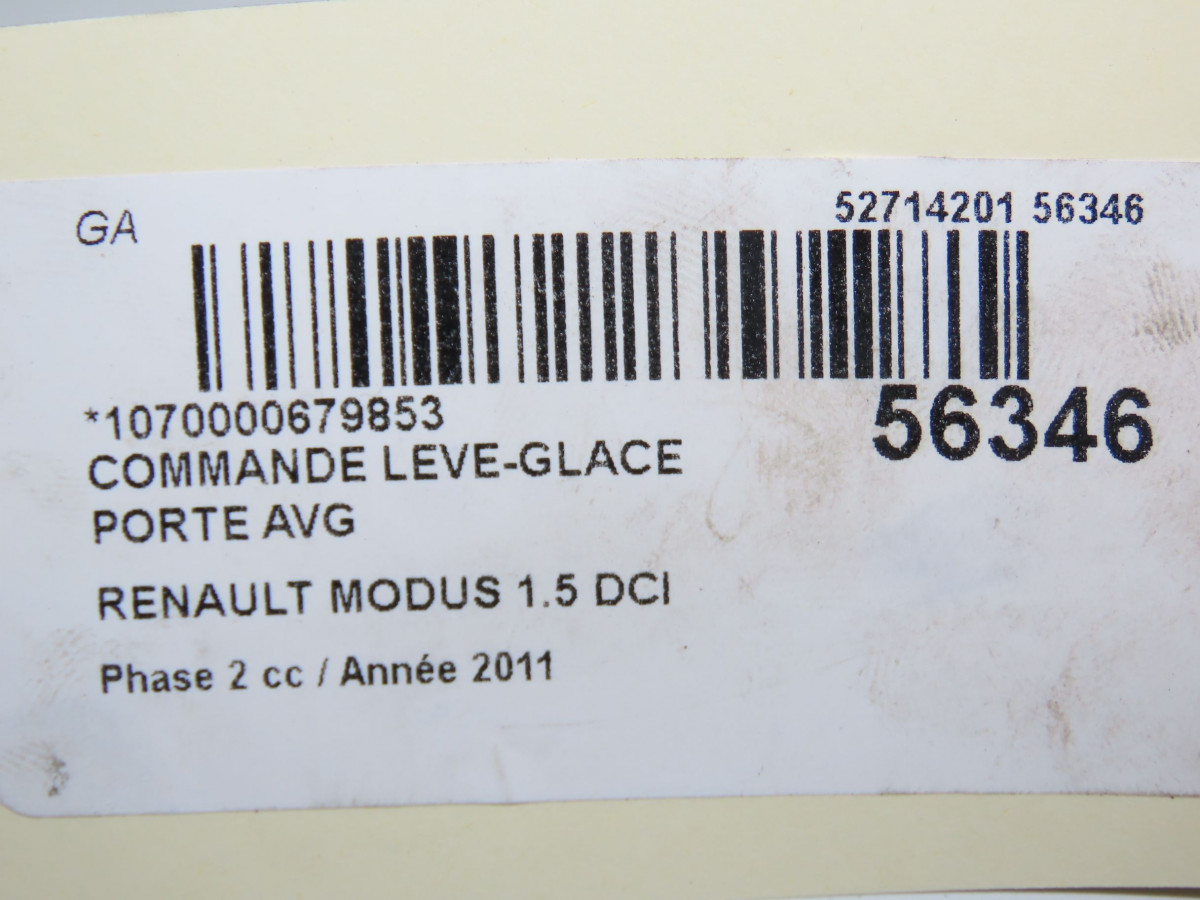 GA
52714201 56346
*1070000679853
56346
COMMANDE LEVE-GLACE
PORTE AVG
RENAULT MODUS 1.5 DCI
Phase 2 cc / Année 2011